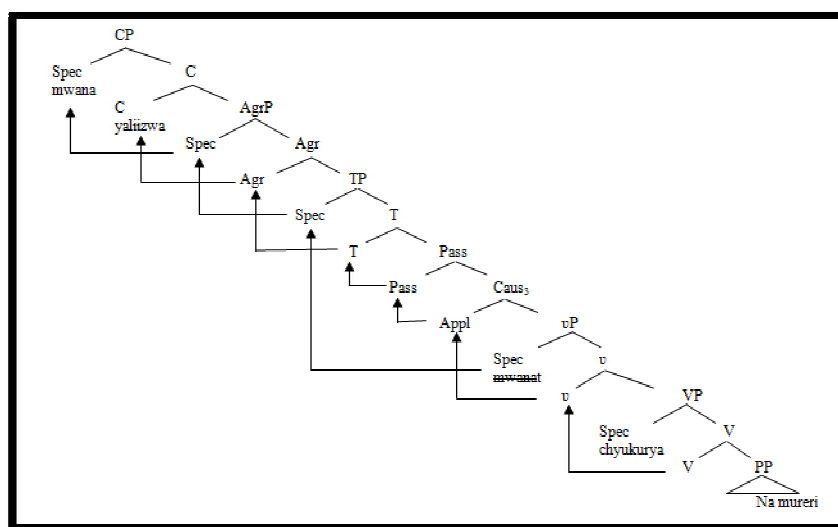 CP
Spec
mwana
C
C
yaliizwa
AgrP
Spec
Agr
Agr
TP
Spec
T
T
Pass
Pass
Caus₃
Appl
υP
Spec
mwanat
υ
υ
VP
Spec
chyukurya
V
V
PP
Na mureri